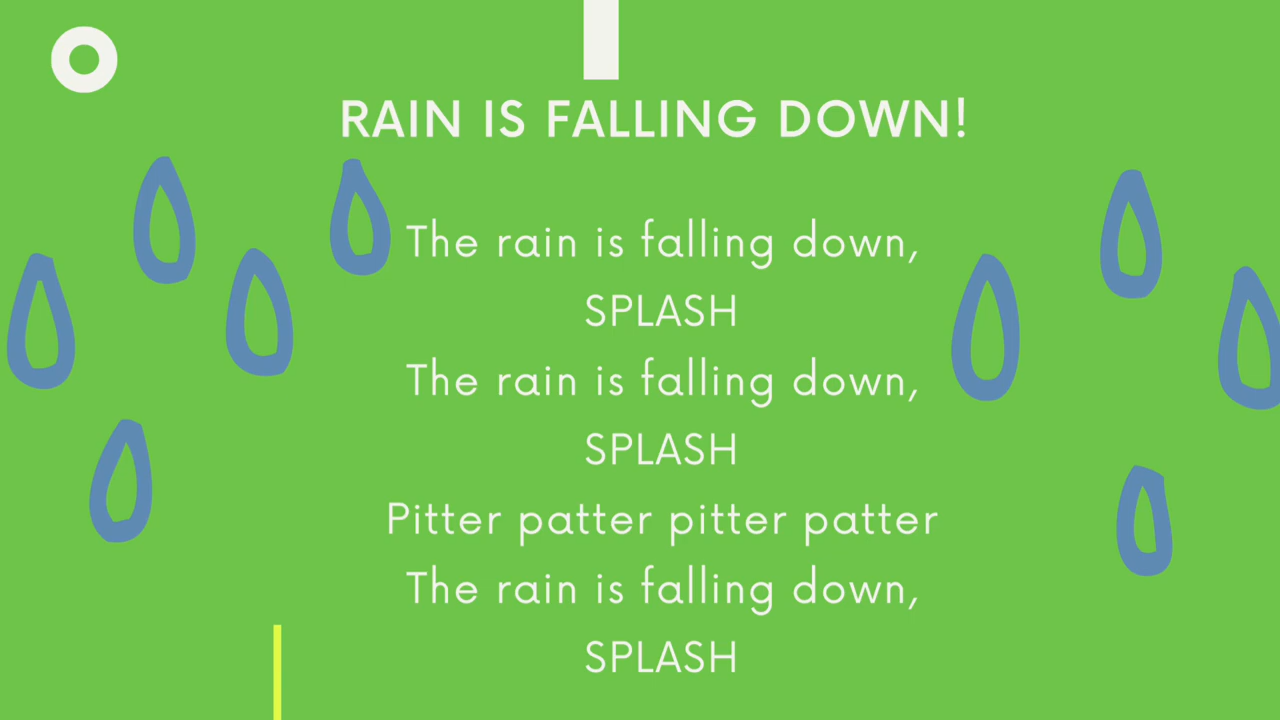 RAIN IS FALLING DOWN!
The rain is falling down,
SPLASH
The rain is falling down,
SPLASH
Pitter patter pitter patter
The rain is falling down,
SPLASH